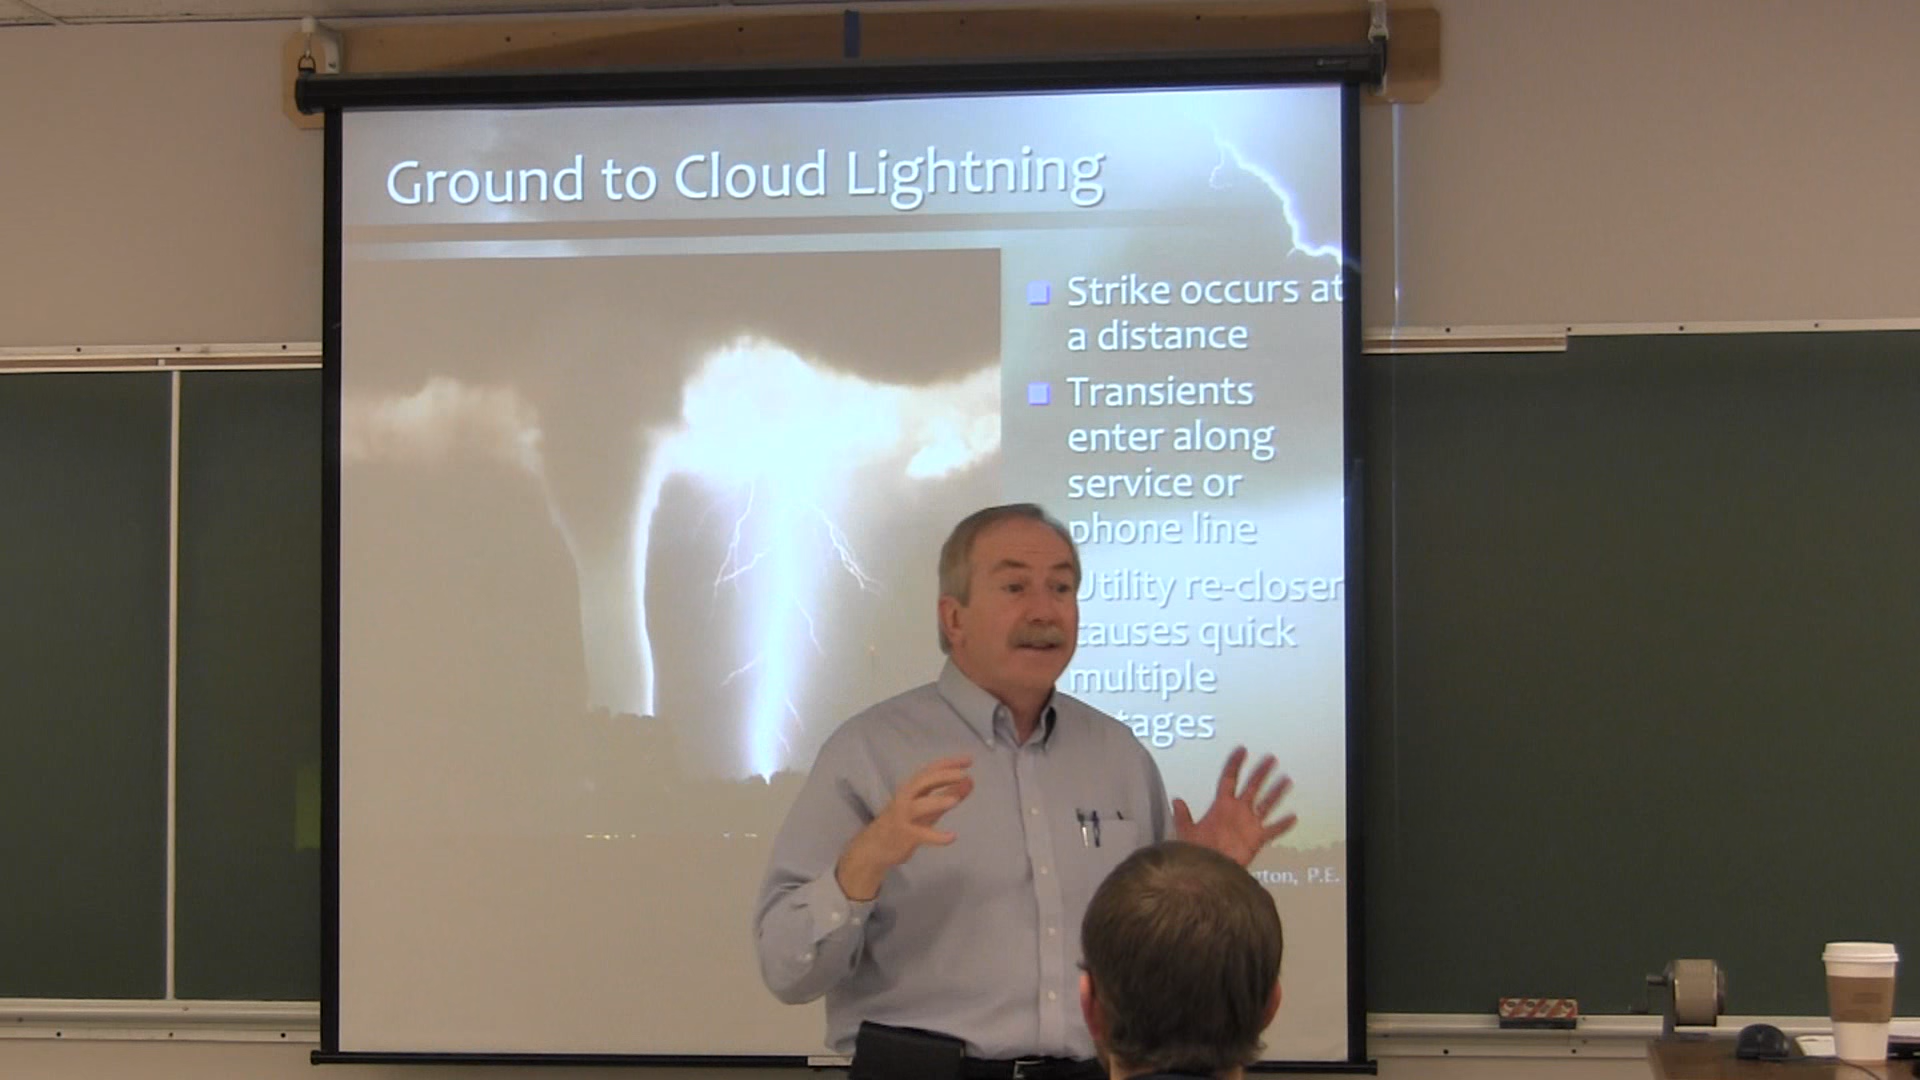 Ground to Cloud Lightning
Strike occurs at
a distance
Transients
enter along
service or
phone line
Utility re-closer
causes quick
multiple
P.E.